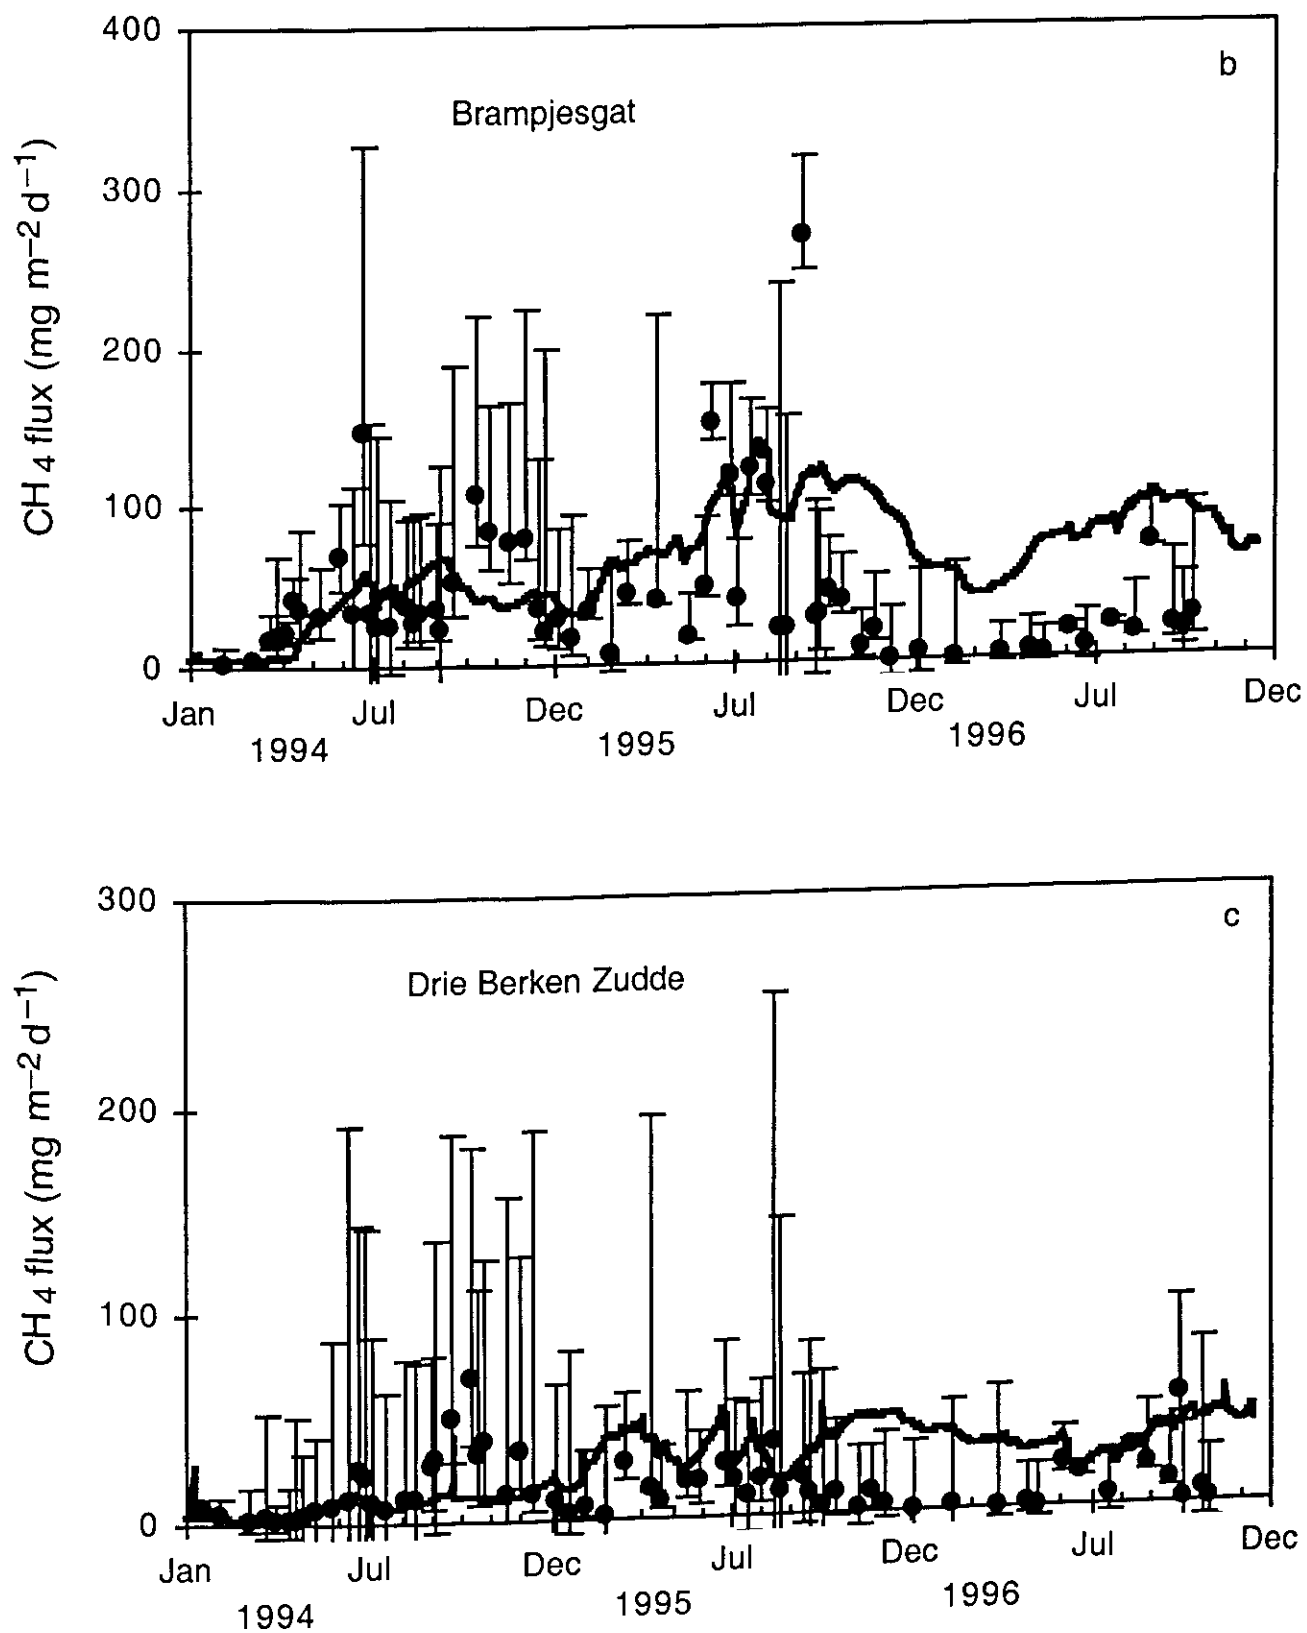 400
b
Brampjesgat
CH4 flux (mg m−2 d−1)
300
200
100
0
Jan Jul Dec Jul Dec Jul Dec
1994 1995 1996
300
c
Drie Berken Zudde
CH4 flux (mg m−2 d−1)
200
100
0
Jan Jul Dec Jul Dec Jul Dec
1994 1995 1996